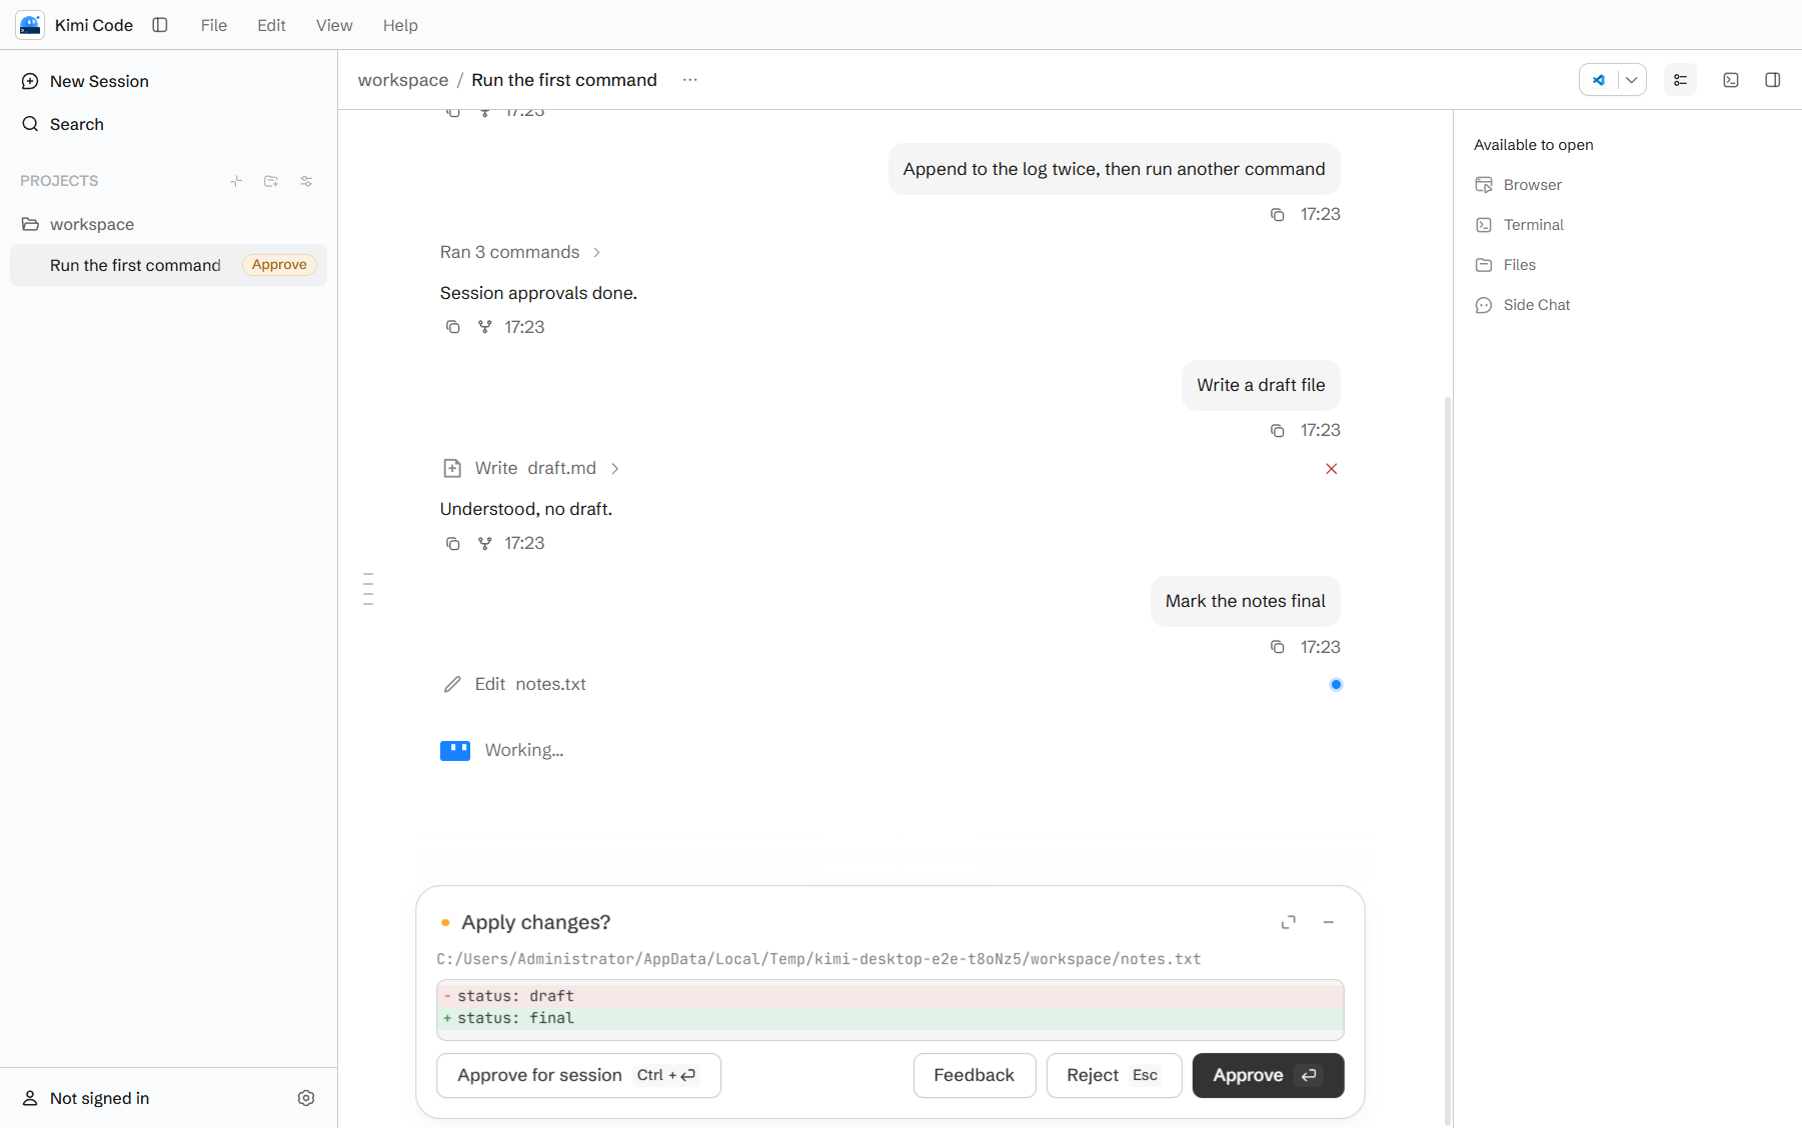 Kimi Code File Edit View Help
New Session
Search
PROJECTS
workspace
Run the first command Approve
Not signed in
workspace / Run the first command ...
17:23
Append to the log twice, then run another command
17:23
Ran 3 commands
Session approvals done.
17:23
Write a draft file
17:23
Write draft.md
Understood, no draft.
17:23
Mark the notes final
17:23
Edit notes.txt
Working...
Apply changes?
C:/Users/Administrator/AppData/Local/Temp/kimi-desktop-e2e-t8oNz5/workspace/notes.txt
- status: draft
+ status: final
Approve for session Ctrl + Feedback Reject Esc Approve
Available to open
Browser
Terminal
Files
Side Chat